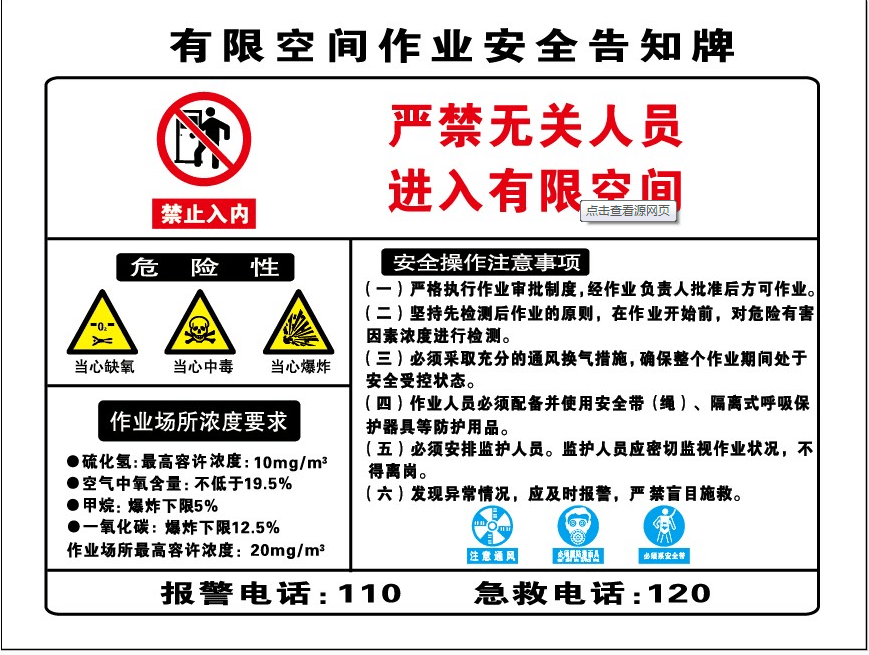 有限空间作业安全告知牌
严禁无关人员
进入有限空间
点击查看源网页
禁止入内
危险性
O₂
当心缺氧 当心中毒 当心爆炸
作业场所浓度要求
●硫化氢:最高容许浓度:10mg/m³
●空气中氧含量:不低于19.5%
●甲烷:爆炸下限5%
●一氧化碳:爆炸下限12.5%
作业场所最高容许浓度:20mg/m³
安全操作注意事项
(一)严格执行作业审批制度,经作业负责人批准后方可作业。
(二)坚持先检测后作业的原则,在作业开始前,对危险有害
因素浓度进行检测。
(三)必须采取充分的通风换气措施,确保整个作业期间处于
安全受控状态。
(四)作业人员必须配备并使用安全带(绳)、隔离式呼吸保
护器具等防护用品。
(五)必须安排监护人员。监护人员应密切监视作业状况,不
得离岗。
(六)发现异常情况,应及时报警,严禁盲目施救。
注意通风 必须戴防毒面具 必须系安全带
报警电话:110 急救电话:120